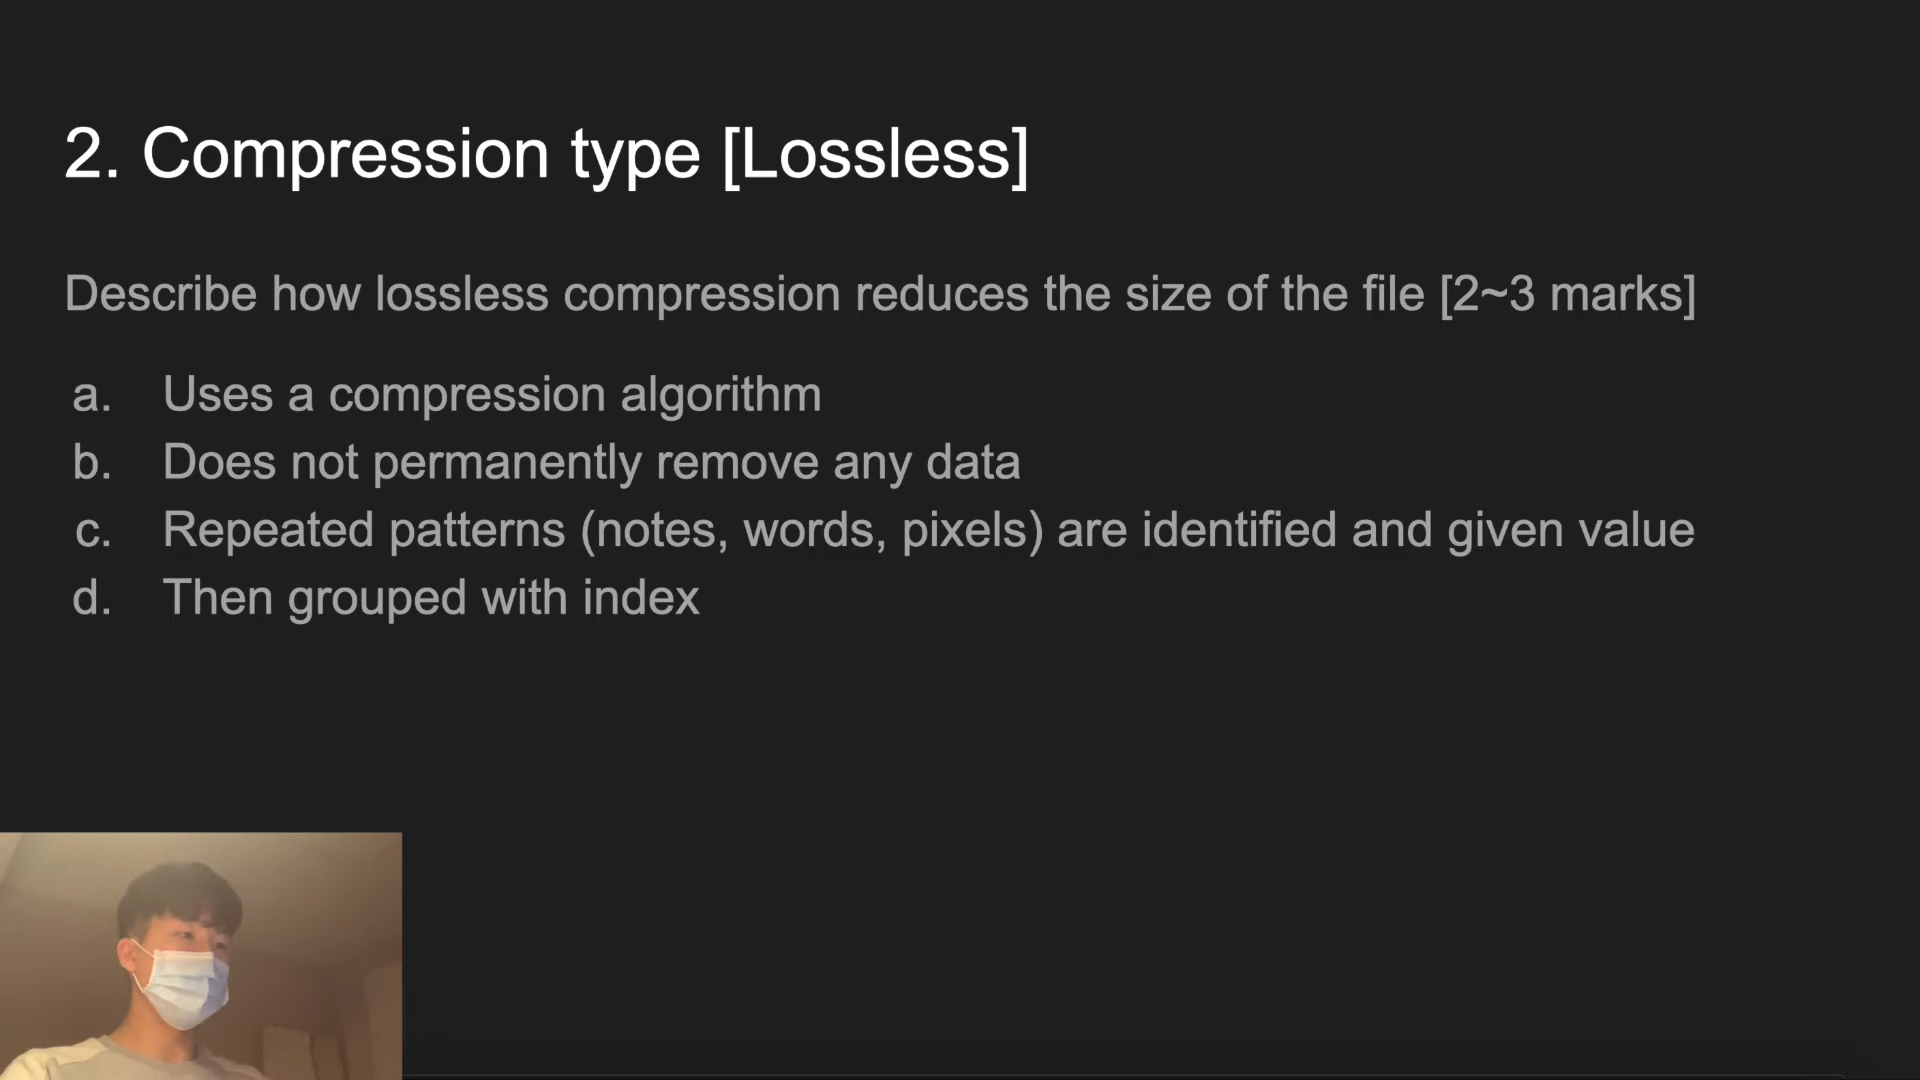 2. Compression type [Lossless]
Describe how lossless compression reduces the size of the file [2~3 marks]
a. Uses a compression algorithm
b. Does not permanently remove any data
c. Repeated patterns (notes, words, pixels) are identified and given value
d. Then grouped with index